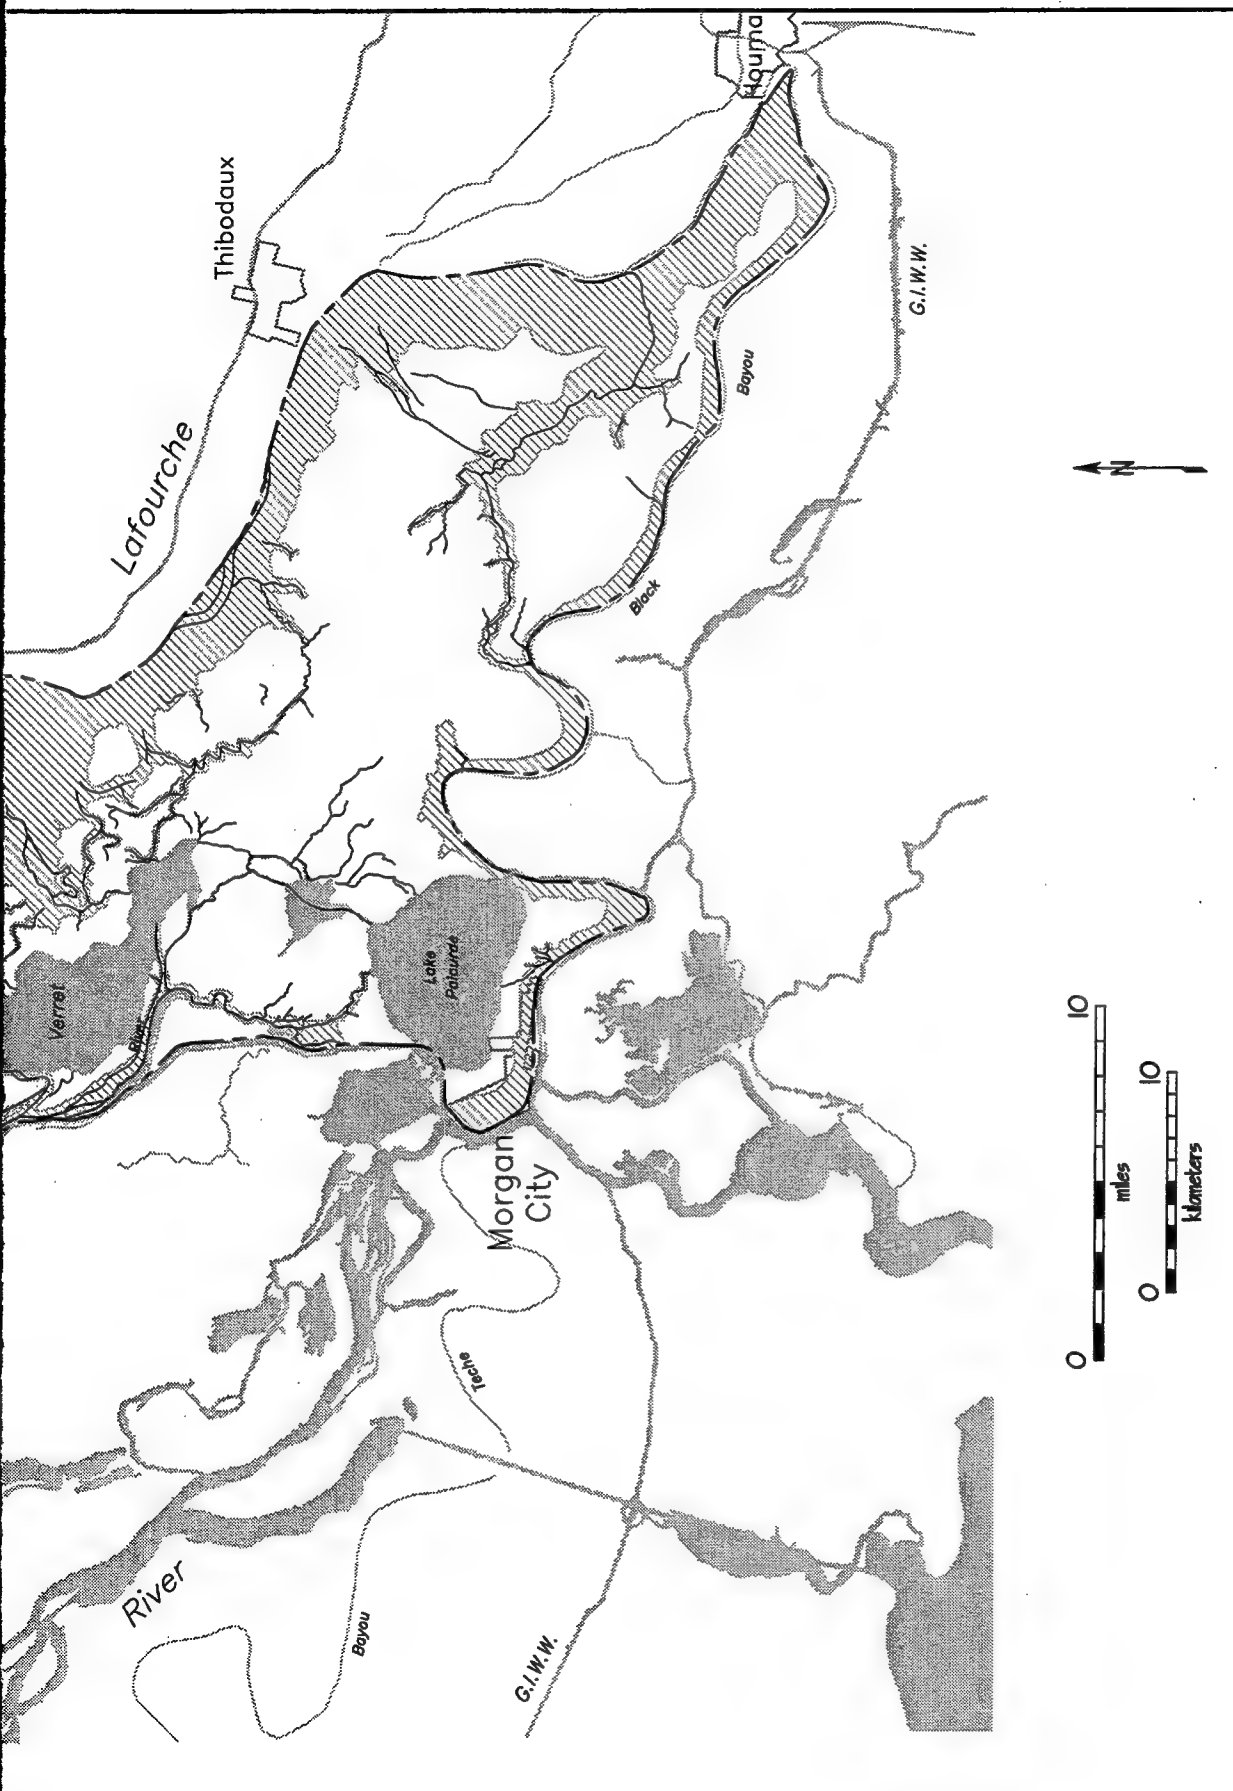 Houma
Thibodaux
Lafourche
G.I.W.W.
Bayou
Black
N
Verret
River
Lake
Palourde
Morgan
City
Teche
River
Bayou
G.I.W.W.
10
0
miles
10
0
kilometers